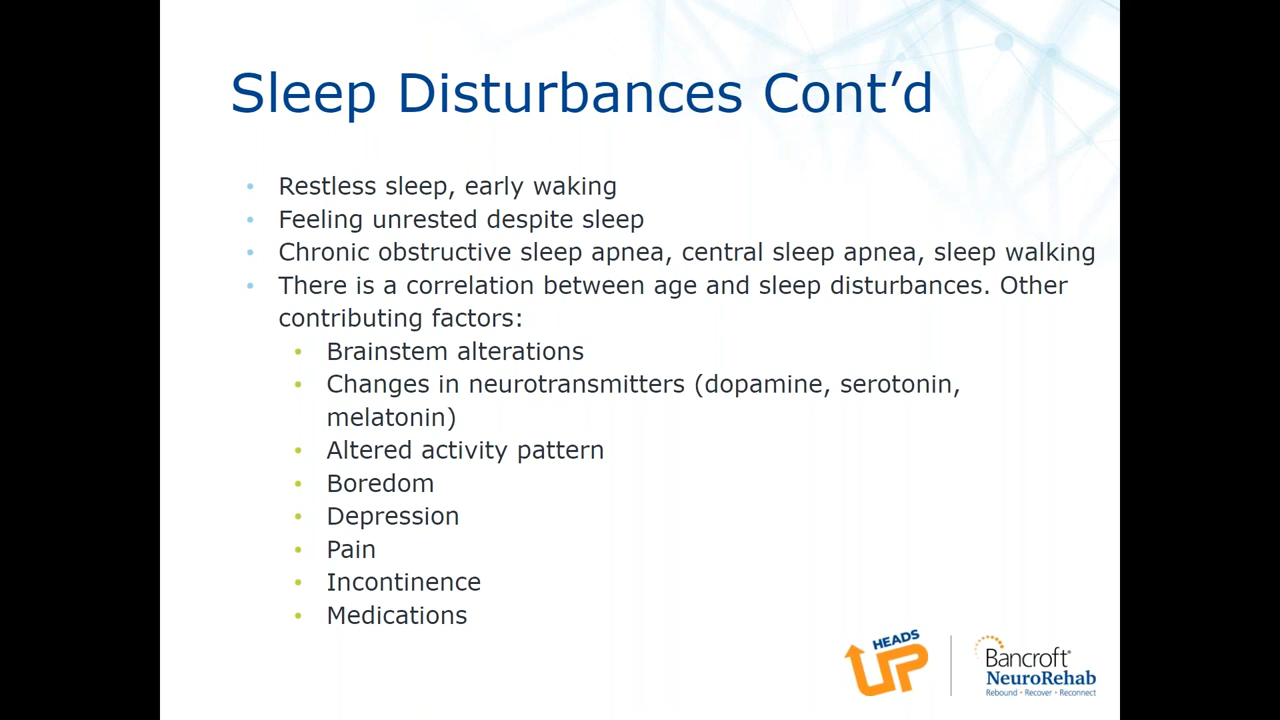 Sleep Disturbances Cont’d
• Restless sleep, early waking
• Feeling unrested despite sleep
• Chronic obstructive sleep apnea, central sleep apnea, sleep walking
• There is a correlation between age and sleep disturbances. Other
contributing factors:
• Brainstem alterations
• Changes in neurotransmitters (dopamine, serotonin,
melatonin)
• Altered activity pattern
• Boredom
• Depression
• Pain
• Incontinence
• Medications
HEADS
UP
Bancroft®
NeuroRehab
Rebound • Recover • Reconnect